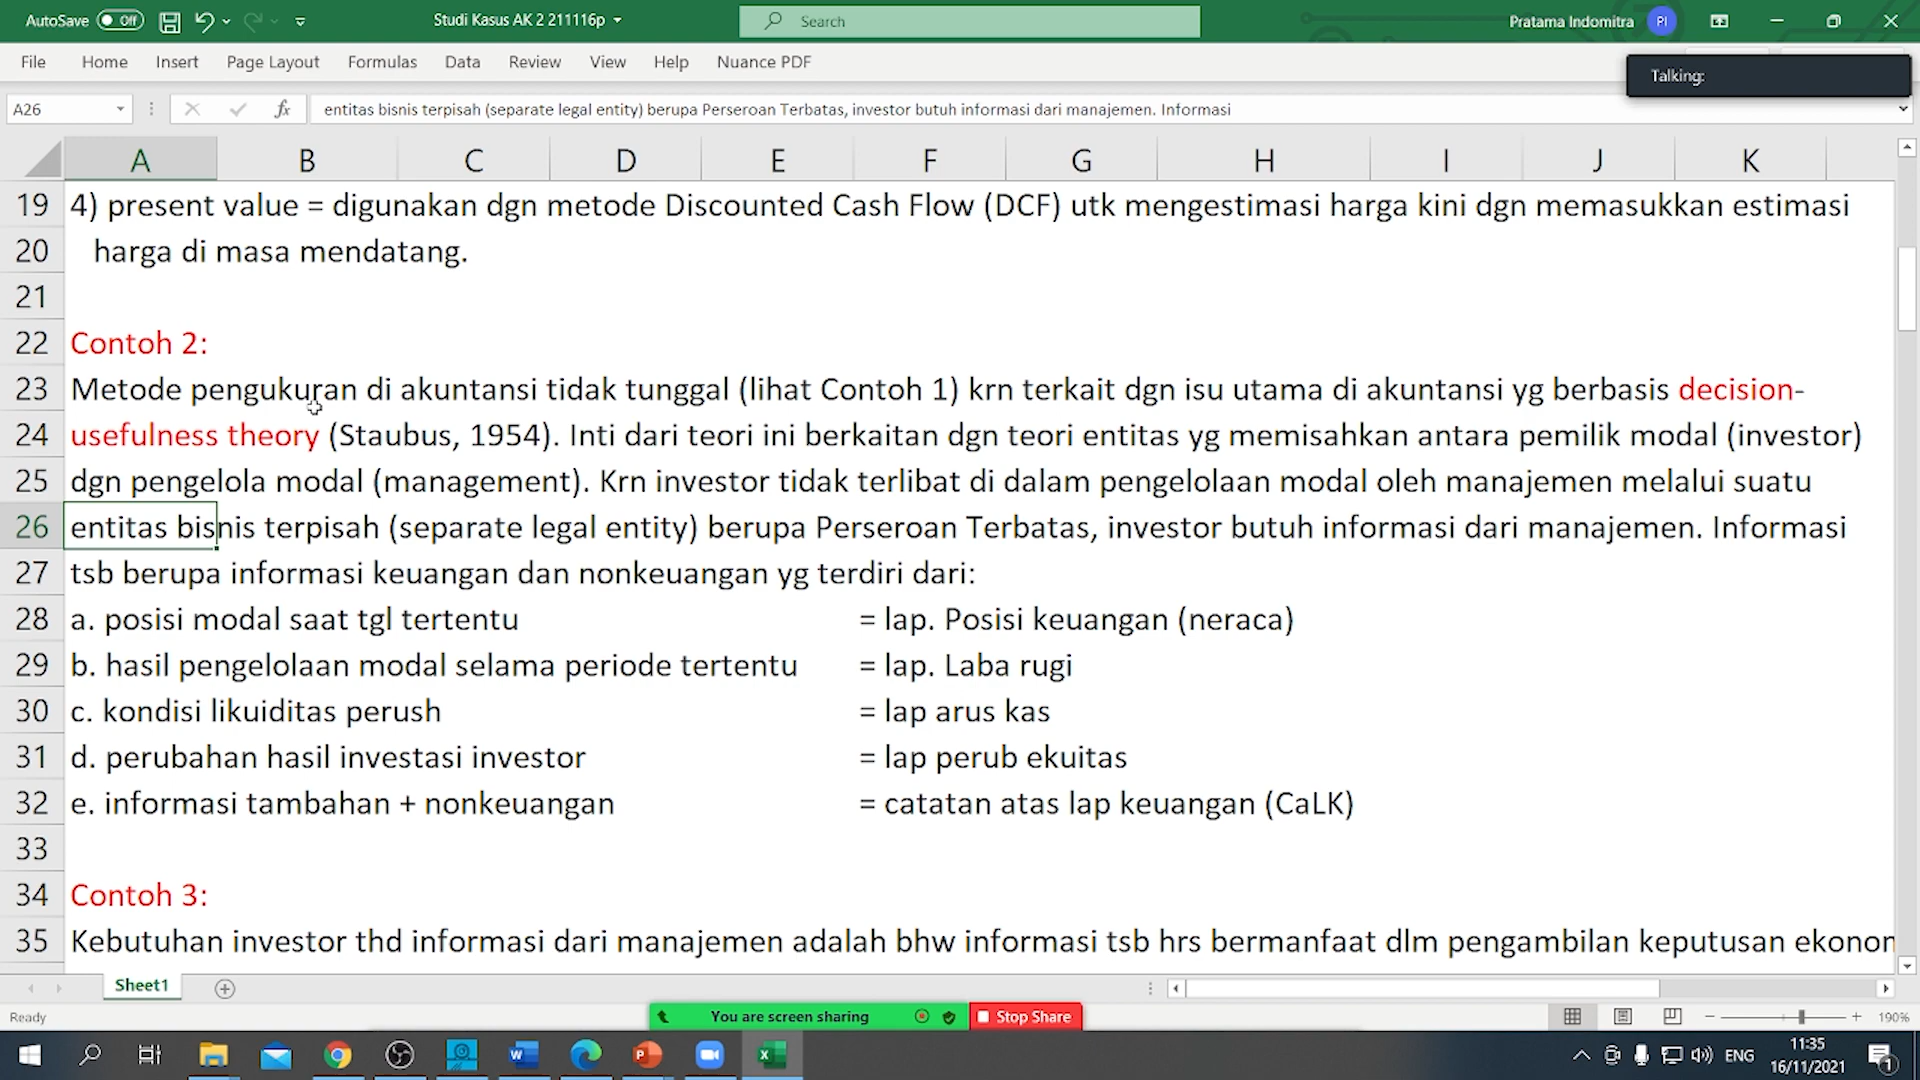 AutoSave Off Studi Kasus AK 2 211116p Search Pratama Indomitra PI
File Home Insert Page Layout Formulas Data Review View Help Nuance PDF
Talking:
A26 fx entitas bisnis terpisah (separate legal entity) berupa Perseroan Terbatas, investor butuh informasi dari manajemen. Informasi
A B C D E F G H I J K
19 4) present value = digunakan dgn metode Discounted Cash Flow (DCF) utk mengestimasi harga kini dgn memasukkan estimasi
20 harga di masa mendatang.
21
22 Contoh 2:
23 Metode pengukuran di akuntansi tidak tunggal (lihat Contoh 1) krn terkait dgn isu utama di akuntansi yg berbasis decision-
24 usefulness theory (Staubus, 1954). Inti dari teori ini berkaitan dgn teori entitas yg memisahkan antara pemilik modal (investor)
25 dgn pengelola modal (management). Krn investor tidak terlibat di dalam pengelolaan modal oleh manajemen melalui suatu
26 entitas bisnis terpisah (separate legal entity) berupa Perseroan Terbatas, investor butuh informasi dari manajemen. Informasi
27 tsb berupa informasi keuangan dan nonkeuangan yg terdiri dari:
28 a. posisi modal saat tgl tertentu = lap. Posisi keuangan (neraca)
29 b. hasil pengelolaan modal selama periode tertentu = lap. Laba rugi
30 c. kondisi likuiditas perush = lap arus kas
31 d. perubahan hasil investasi investor = lap perub ekuitas
32 e. informasi tambahan + nonkeuangan = catatan atas lap keuangan (CaLK)
33
34 Contoh 3:
35 Kebutuhan investor thd informasi dari manajemen adalah bhw informasi tsb hrs bermanfaat dlm pengambilan keputusan ekonon
Sheet1
Ready You are screen sharing Stop Share 190%
11:35
ENG
16/11/2021
1